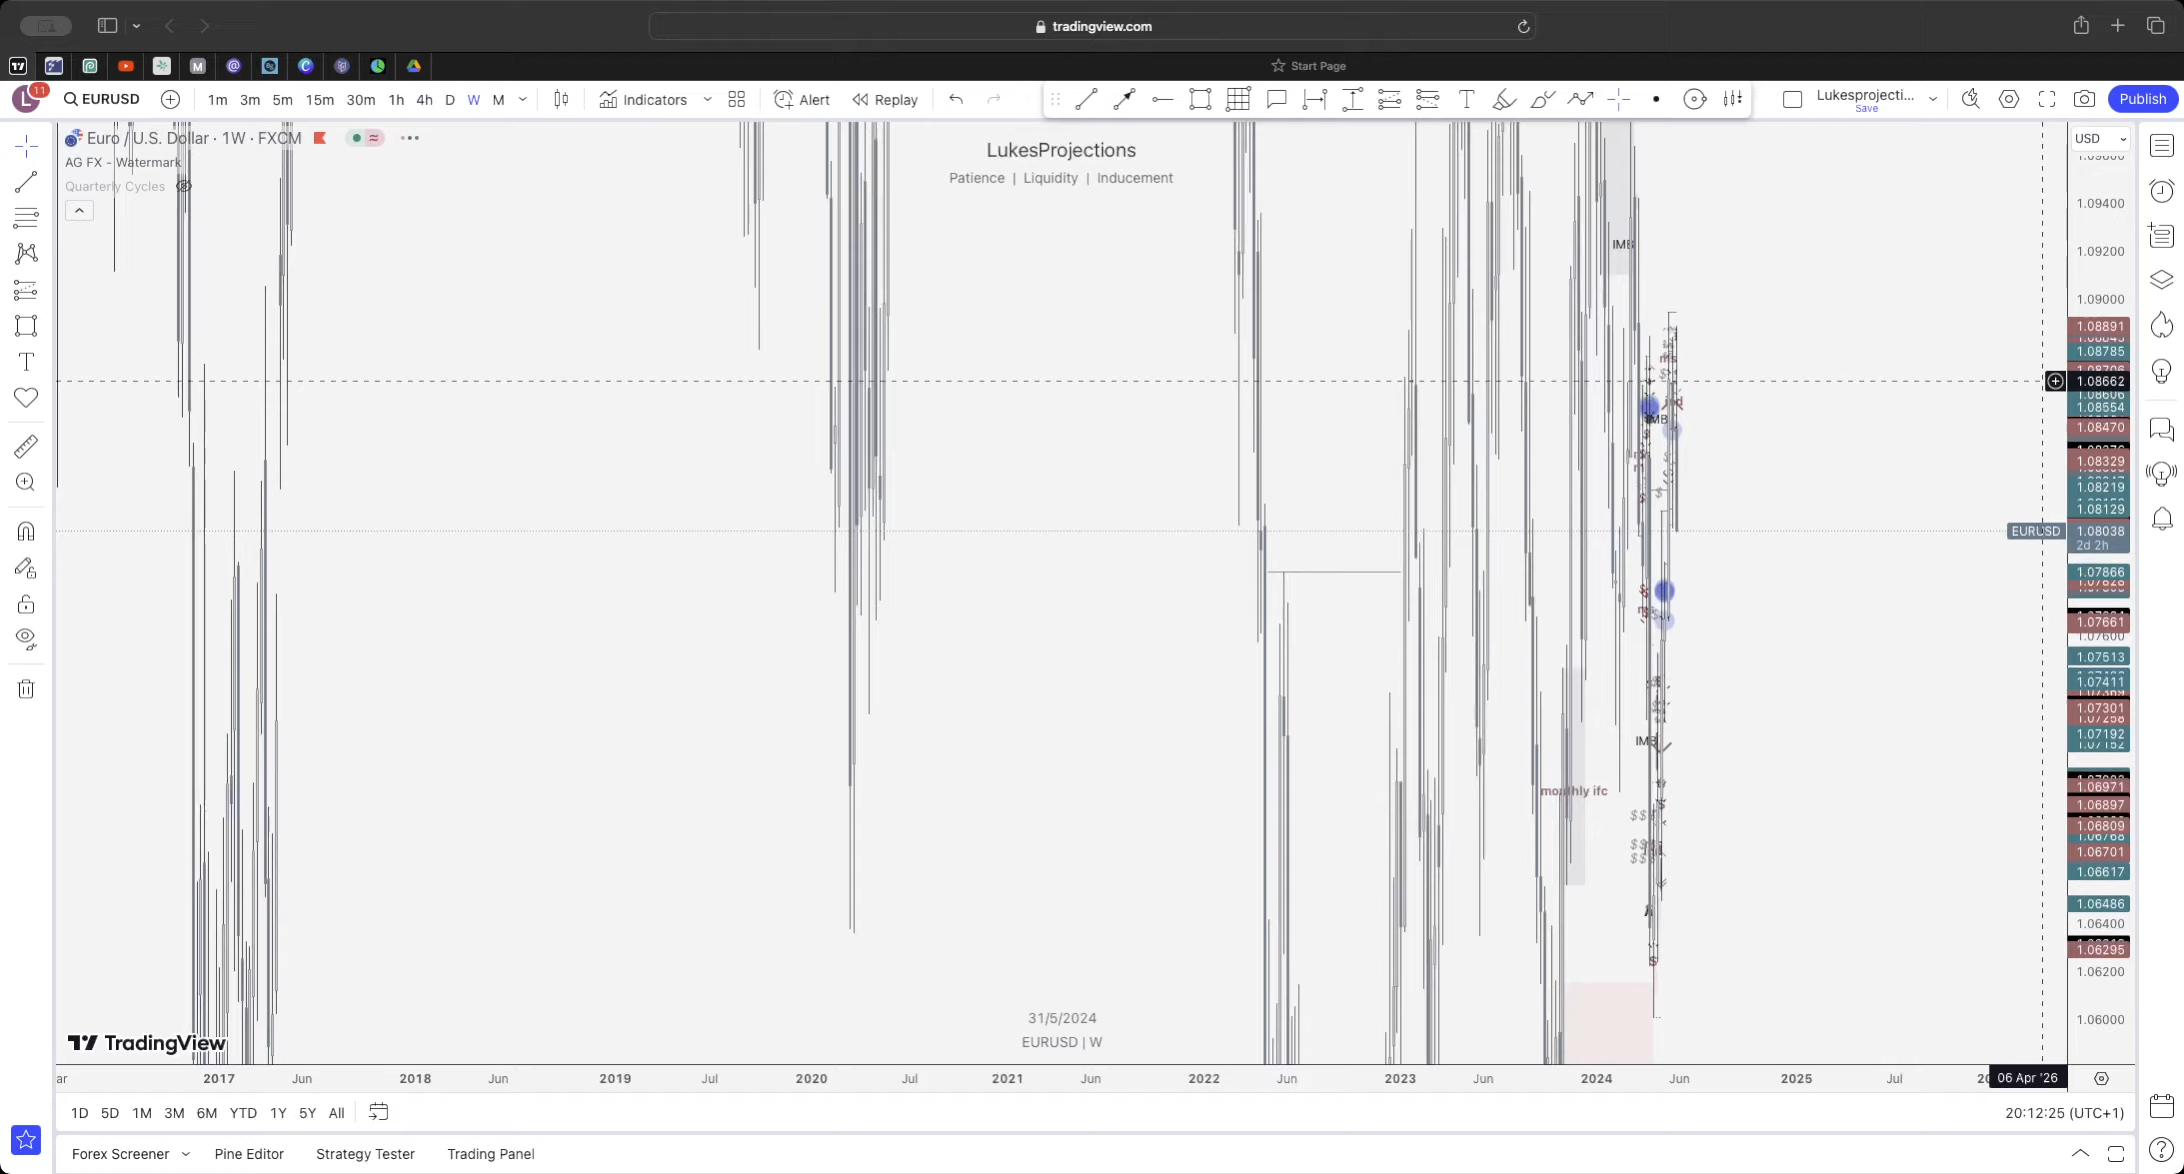 tradingview.com
Start Page
11
EURUSD
1m 3m 5m 15m 30m 1h 4h D W M
Indicators
Alert
Replay
Lukesprojecti...
Save
Publish
Euro / U.S. Dollar · 1W · FXCM
AG FX - Watermark
Quarterly Cycles
LukesProjections
Patience | Liquidity | Inducement
USD
1.09400
1.09200
1.09000
1.08891
1.08785
1.08662
1.08606
1.08554
1.08470
1.08329
1.08219
1.08129
EURUSD
1.08038
2d 2h
1.07866
1.07661
1.07600
1.07513
1.07411
1.07301
1.07192
1.06971
1.06897
1.06809
1.06701
1.06617
1.06486
1.06400
1.06295
1.06200
1.06000
IMB
IMB
IMB
monthly ifc
$$
$$
$$
31/5/2024
EURUSD | W
TradingView
ar 2017 Jun 2018 Jun 2019 Jul 2020 Jul 2021 Jun 2022 Jun 2023 Jun 2024 Jun 2025 Jul 06 Apr '26
1D 5D 1M 3M 6M YTD 1Y 5Y All
20:12:25 (UTC+1)
Forex Screener
Pine Editor
Strategy Tester
Trading Panel